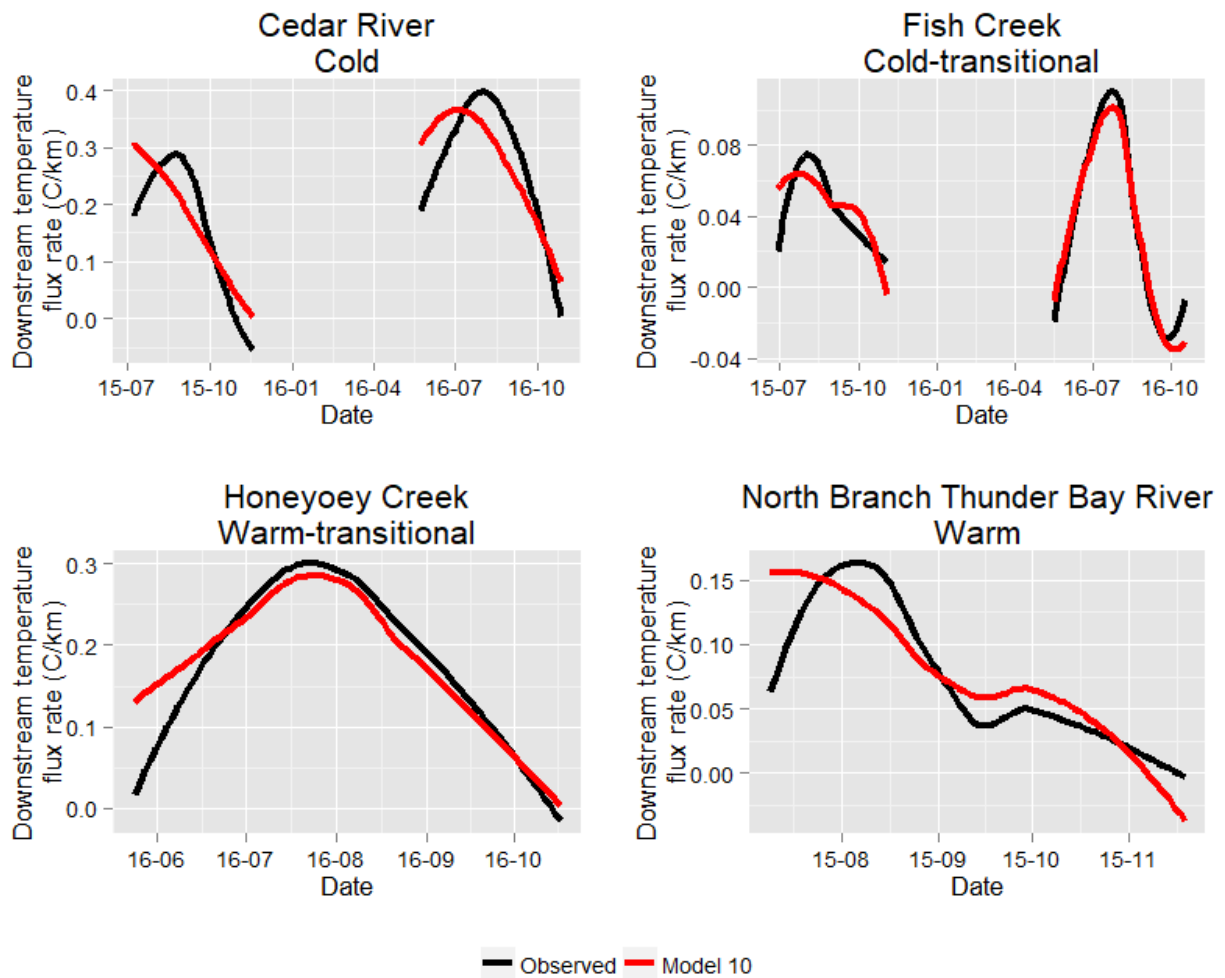 Cedar River
Cold
Downstream temperature
flux rate (C/km)
0.4
0.3
0.2
0.1
0.0
15-07 15-10 16-01 16-04 16-07 16-10
Date
Fish Creek
Cold-transitional
Downstream temperature
flux rate (C/km)
0.08
0.04
0.00
-0.04
15-07 15-10 16-01 16-04 16-07 16-10
Date
Honeyoey Creek
Warm-transitional
Downstream temperature
flux rate (C/km)
0.3
0.2
0.1
0.0
16-06 16-07 16-08 16-09 16-10
Date
North Branch Thunder Bay River
Warm
Downstream temperature
flux rate (C/km)
0.15
0.10
0.05
0.00
15-08 15-09 15-10 15-11
Date
Observed Model 10